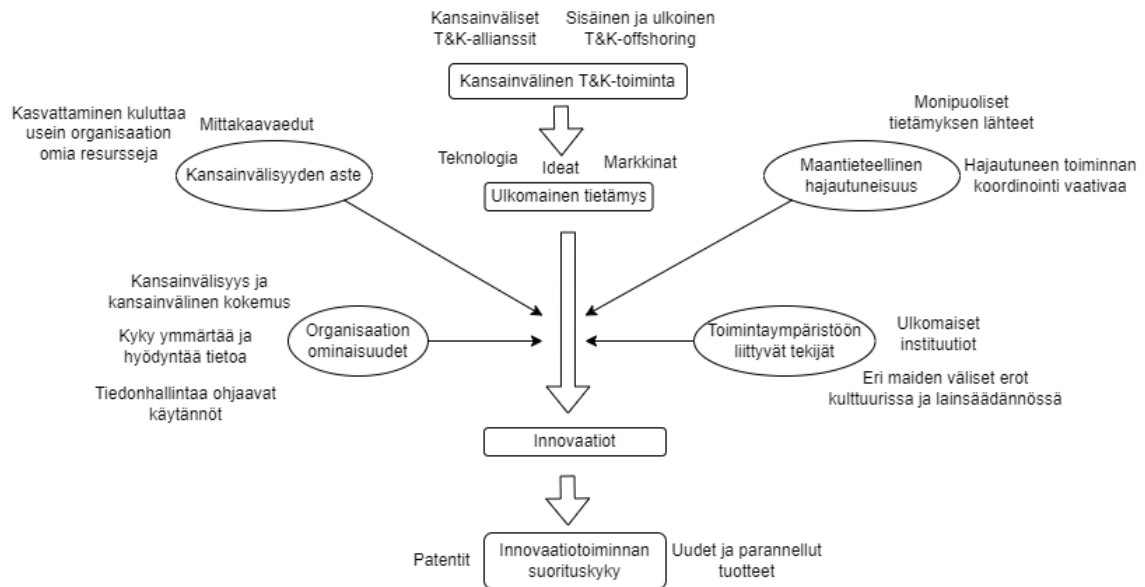 Kansainväliset
T&K-allianssit
Sisäinen ja ulkoinen
T&K-offshoring
Kansainvälinen T&K-toiminta
Kasvattaminen kuluttaa
usein organisaation
omia resursseja
Mittakaavaedut
Kansainvälisyyden aste
Teknologia
Ideat
Markkinat
Ulkomainen tietämys
Monipuoliset
tietämyksen lähteet
Maantieteellinen
hajautuneisuus
Hajautuneen toiminnan
koordinointi vaativaa
Kansainvälisyys ja
kansainvälinen kokemus
Kyky ymmärtää ja
hyödyntää tietoa
Tiedonhallintaa ohjaavat
käytännöt
Organisaation
ominaisuudet
Toimintaympäristöön
liittyvät tekijät
Ulkomaiset
instituutiot
Eri maiden väliset erot
kulttuurissa ja lainsäädännössä
Innovaatiot
Patentit
Innovaatiotoiminnan
suorituskyky
Uudet ja parannellut
tuotteet